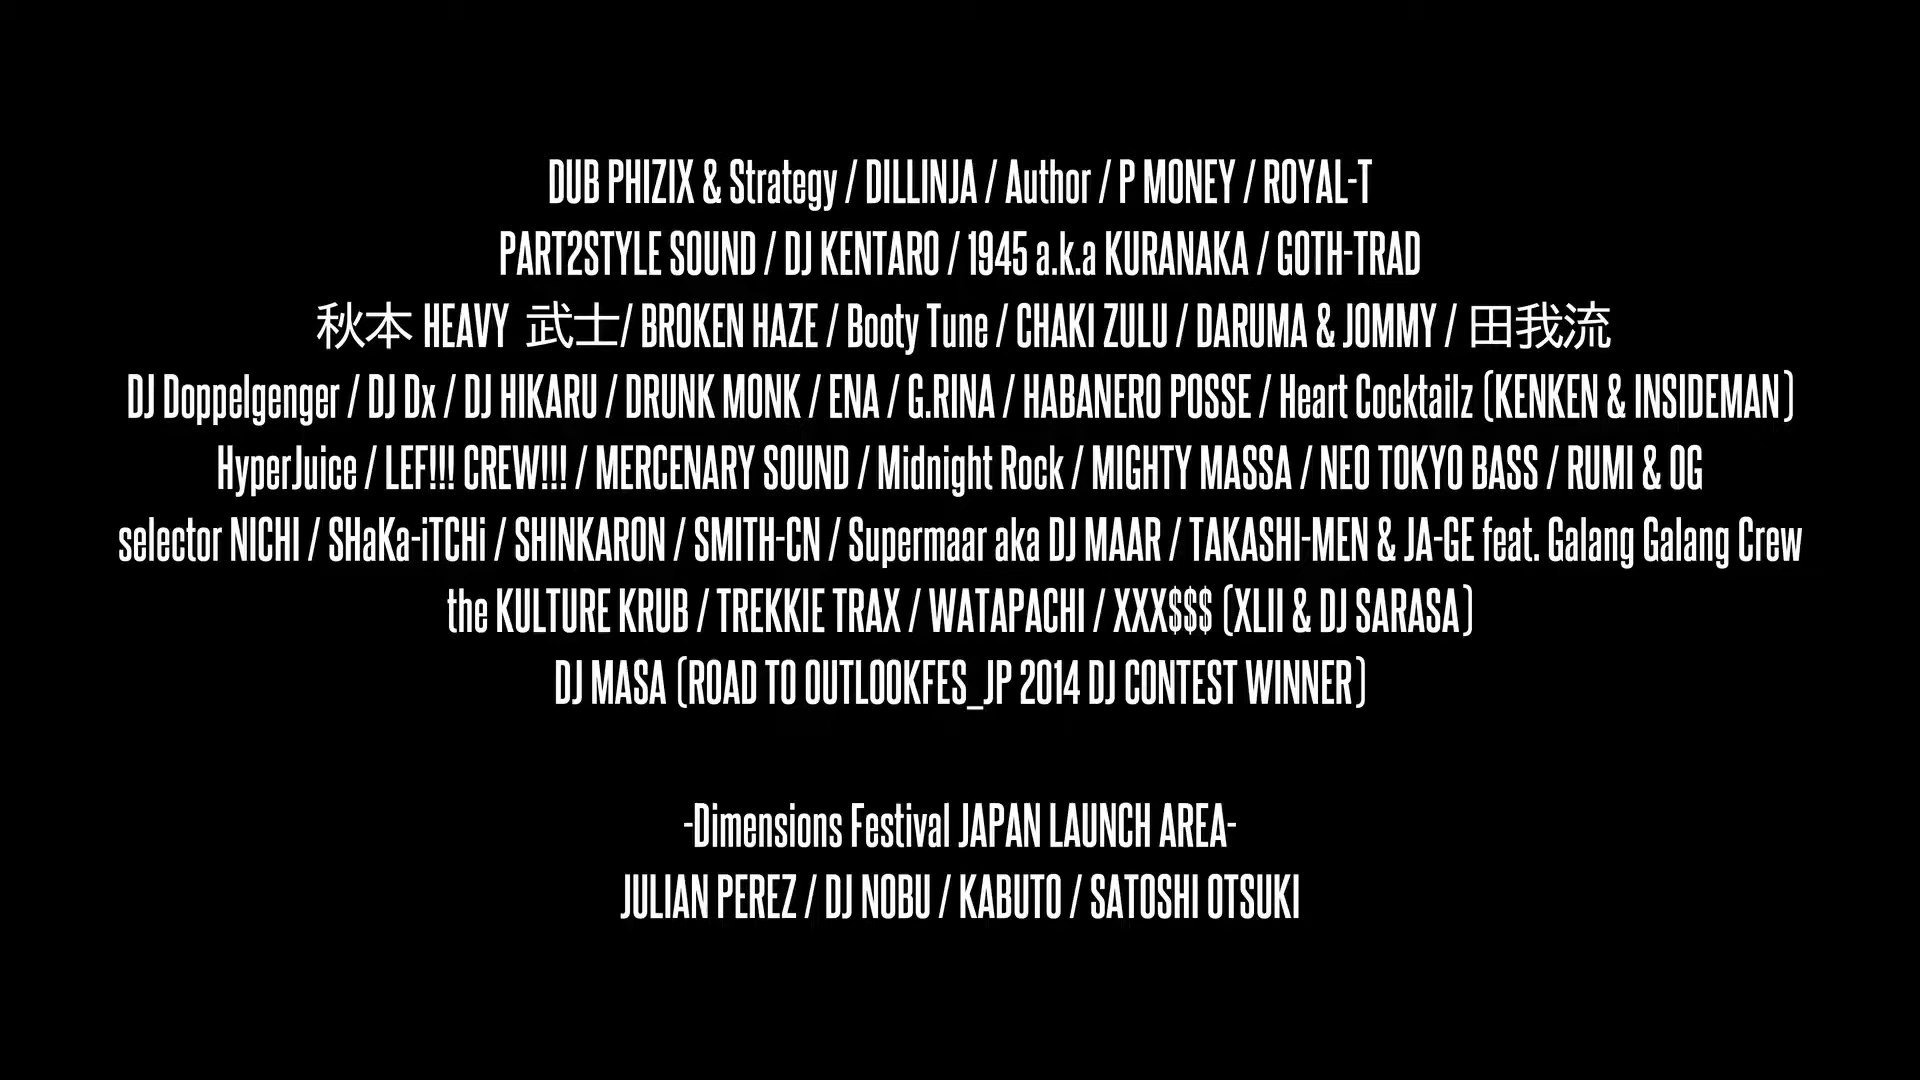 DUB PHIZIX & Strategy / DILLINJA / Author / P MONEY / ROYAL-T
PART2STYLE SOUND / DJ KENTARO / 1945 a.k.a KURANAKA / GOTH-TRAD
秋本 HEAVY 武士/ BROKEN HAZE / Booty Tune / CHAKI ZULU / DARUMA & JOMMY / 田我流
DJ Doppelgenger / DJ Dx / DJ HIKARU / DRUNK MONK / ENA / G.RINA / HABANERO POSSE / Heart Cocktailz (KENKEN & INSIDEMAN)
HyperJuice / LEF!!! CREW!!! / MERCENARY SOUND / Midnight Rock / MIGHTY MASSA / NEO TOKYO BASS / RUMI & OG
selector NICHI / SHaKa-iTCHi / SHINKARON / SMITH-CN / Supermaar aka DJ MAAR / TAKASHI-MEN & JA-GE feat. Galang Galang Crew
the KULTURE KRUB / TREKKIE TRAX / WATAPACHI / XXX$$$ (XLII & DJ SARASA)
DJ MASA (ROAD TO OUTLOOKFES_JP 2014 DJ CONTEST WINNER)
-Dimensions Festival JAPAN LAUNCH AREA-
JULIAN PEREZ / DJ NOBU / KABUTO / SATOSHI OTSUKI